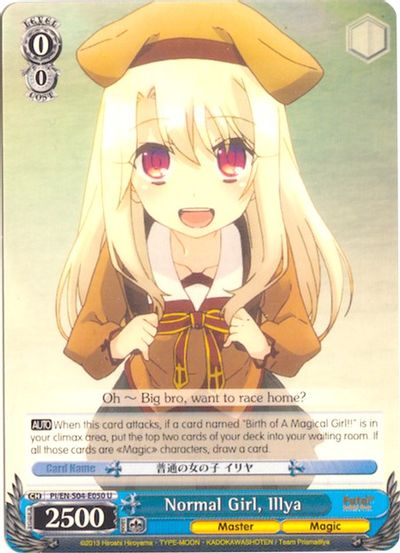 LEVEL
0
0
COST
Oh ～ Big bro, want to race home?
AUTO When this card attacks, if a card named "Birth of A Magical Girl!!" is in
your climax area, put the top two cards of your deck into your waiting room. If
all those cards are «Magic» characters, draw a card.
Card Name 普通の女の子 イリヤ
CH PI/EN-S04-E050 U
2500
Normal Girl, Illya
Master Magic
©2013 Hiroshi Hiroyama・TYPE-MOON・KADOKAWASHOTEN / Team PrismaIllya